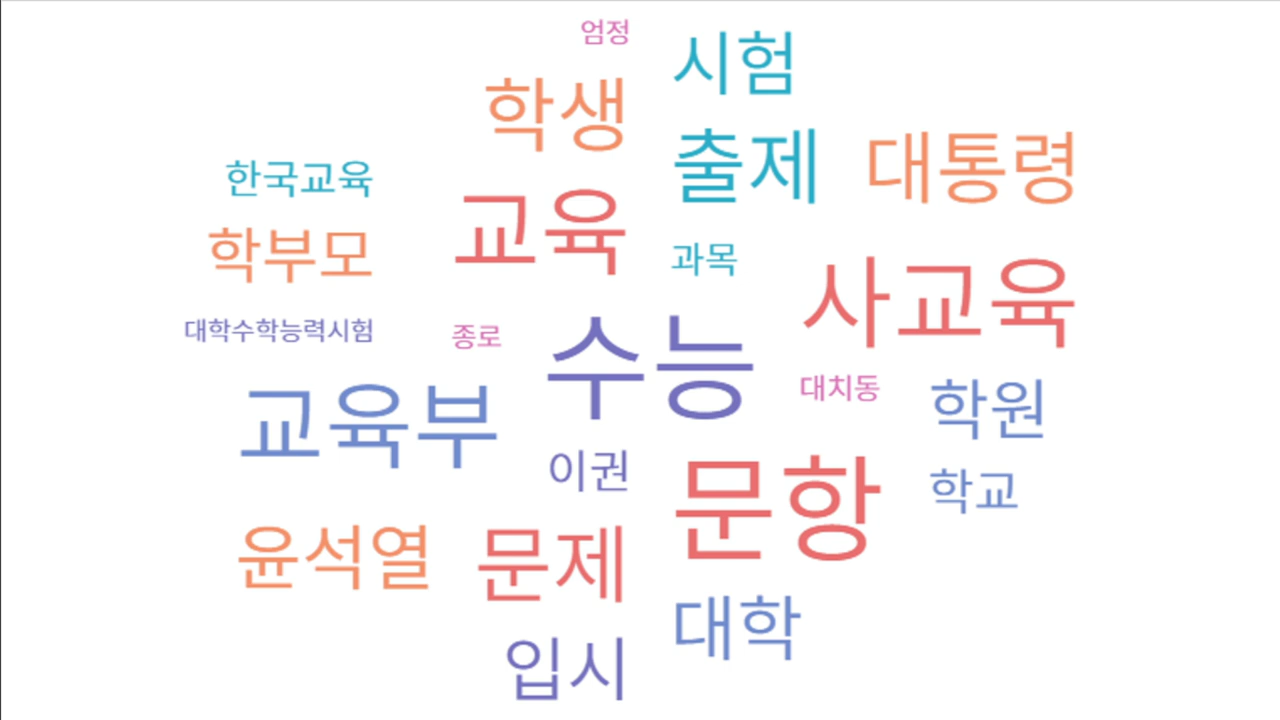 엄정
시험
학생
출제
대통령
한국교육
교육
학부모
과목
사교육
대학수학능력시험
종로
수능
대치동
교육부
학원
이권
문항
학교
윤석열
문제
대학
입시